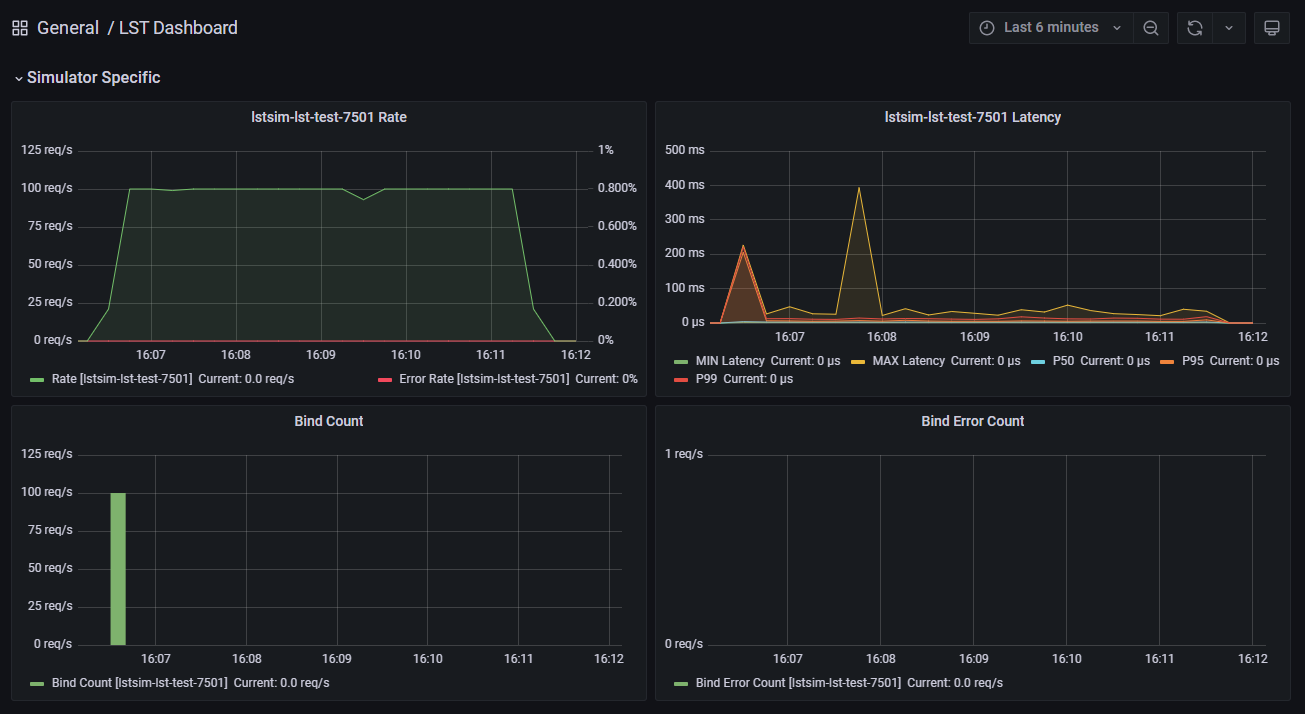 General / LST Dashboard
Last 6 minutes
Simulator Specific
lstsim-lst-test-7501 Rate
125 req/s
100 req/s
75 req/s
50 req/s
25 req/s
0 req/s
1%
0.800%
0.600%
0.400%
0.200%
0%
16:07 16:08 16:09 16:10 16:11 16:12
Rate [lstsim-lst-test-7501] Current: 0.0 req/s Error Rate [lstsim-lst-test-7501] Current: 0%
lstsim-lst-test-7501 Latency
500 ms
400 ms
300 ms
200 ms
100 ms
0 µs
16:07 16:08 16:09 16:10 16:11 16:12
MIN Latency Current: 0 µs MAX Latency Current: 0 µs P50 Current: 0 µs P95 Current: 0 µs
P99 Current: 0 µs
Bind Count
125 req/s
100 req/s
75 req/s
50 req/s
25 req/s
0 req/s
16:07 16:08 16:09 16:10 16:11 16:12
Bind Count [lstsim-lst-test-7501] Current: 0.0 req/s
Bind Error Count
1 req/s
0 req/s
16:07 16:08 16:09 16:10 16:11 16:12
Bind Error Count [lstsim-lst-test-7501] Current: 0.0 req/s